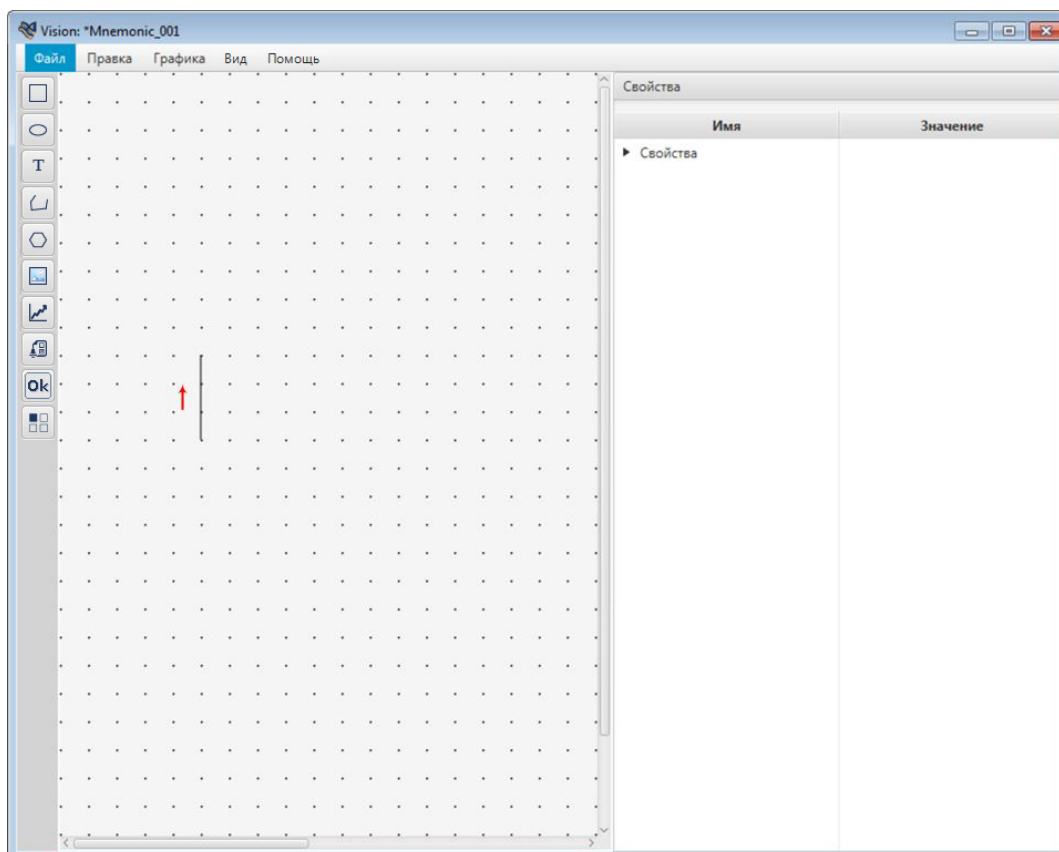 Vision: *Mnemonic_001
Файл Правка Графика Вид Помощь
Свойства
Имя Значение
Свойства
T
Ok